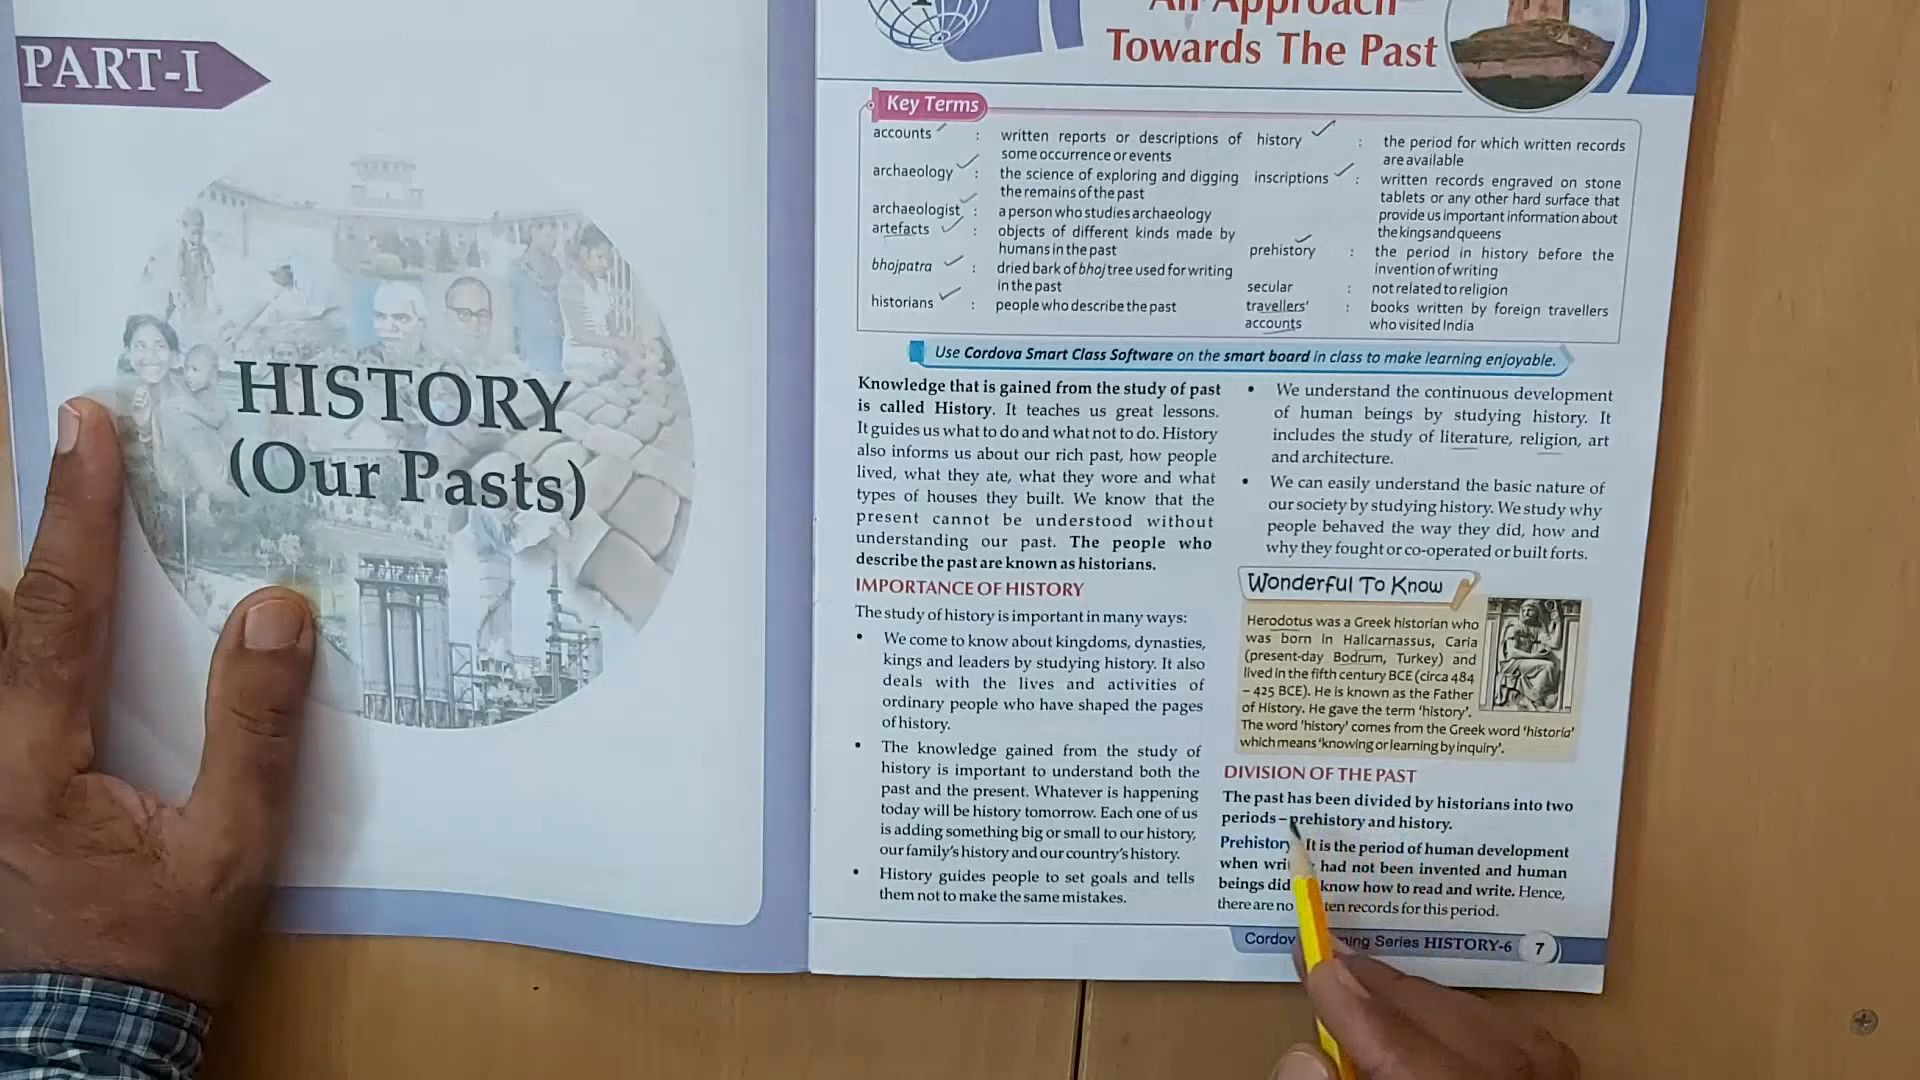 PART-I
HISTORY
(Our Pasts)
An Approach
Towards The Past
Key Terms
accounts : written reports or descriptions of some occurrence or events
archaeology : the science of exploring and digging the remains of the past
archaeologist : a person who studies archaeology
artefacts : objects of different kinds made by humans in the past
bhojpatra : dried bark of bhoj tree used for writing in the past
historians : people who describe the past
history : the period for which written records are available
inscriptions : written records engraved on stone tablets or any other hard surface that provide us important information about the kings and queens
prehistory : the period in history before the invention of writing
secular : not related to religion
travellers' accounts : books written by foreign travellers who visited India
Use Cordova Smart Class Software on the smart board in class to make learning enjoyable.
Knowledge that is gained from the study of past
is called History. It teaches us great lessons.
It guides us what to do and what not to do. History
also informs us about our rich past, how people
lived, what they ate, what they wore and what
types of houses they built. We know that the
present cannot be understood without
understanding our past. The people who
describe the past are known as historians.
IMPORTANCE OF HISTORY
The study of history is important in many ways:
• We come to know about kingdoms, dynasties,
kings and leaders by studying history. It also
deals with the lives and activities of
ordinary people who have shaped the pages
of history.
• The knowledge gained from the study of
history is important to understand both the
past and the present. Whatever is happening
today will be history tomorrow. Each one of us
is adding something big or small to our history,
our family's history and our country's history.
• History guides people to set goals and tells
them not to make the same mistakes.
• We understand the continuous development
of human beings by studying history. It
includes the study of literature, religion, art
and architecture.
• We can easily understand the basic nature of
our society by studying history. We study why
people behaved the way they did, how and
why they fought or co-operated or built forts.
Wonderful To Know
Herodotus was a Greek historian who
was born in Halicarnassus, Caria
(present-day Bodrum, Turkey) and
lived in the fifth century BCE (circa 484
– 425 BCE). He is known as the Father
of History. He gave the term 'history'.
The word 'history' comes from the Greek word 'historia'
which means 'knowing or learning by inquiry'.
DIVISION OF THE PAST
The past has been divided by historians into two
periods – prehistory and history.
Prehistory It is the period of human development
when had not been invented and human
beings did know how to read and write. Hence,
there are no records for this period.
Series HISTORY-6 7